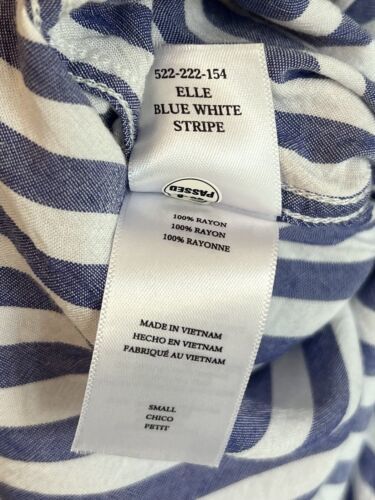 522-222-154
ELLE
BLUE WHITE
STRIPE
PASSED
100% RAYON
100% RAYON
100% RAYONNE
MADE IN VIETNAM
HECHO EN VIETNAM
FABRIQUÉ AU VIETNAM
SMALL
CHICO
PETIT